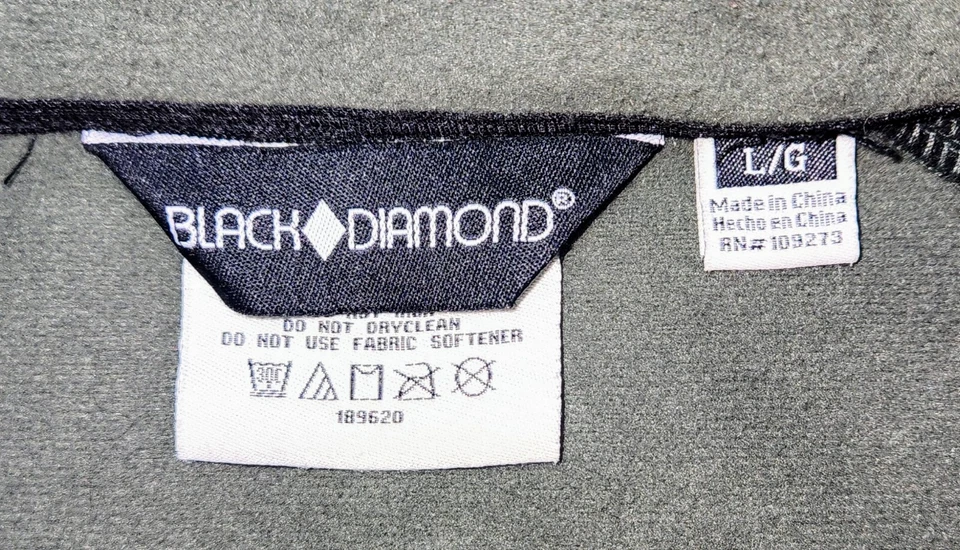 BLACK DIAMOND®
DO NOT DRYCLEAN
DO NOT USE FABRIC SOFTENER
30C
189620
L/G
Made in China
Hecho en China
RN# 109273